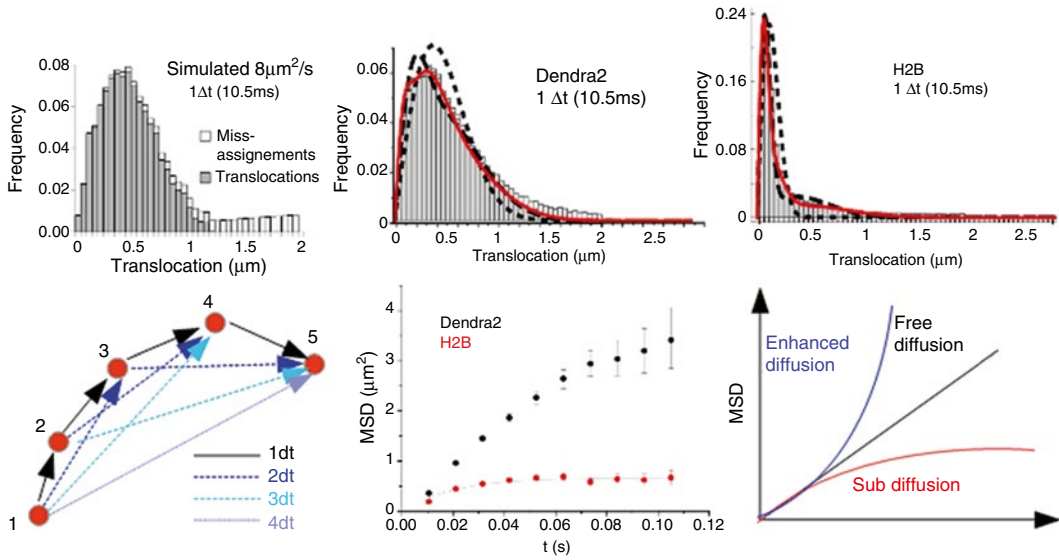 Simulated 8μm²/s
1Δt (10.5ms)
Miss-
assignements
Translocations
Frequency
0.08
0.06
0.04
0.02
0.00
0
0.5
1
1.5
2
Translocation (μm)
Dendra2
1 Δt (10.5ms)
Frequency
0.06
0.04
0.02
0
0
0.5
1
1.5
2
2.5
Translocation (μm)
H2B
1 Δt (10.5ms)
Frequency
0.24
0.16
0.08
0
0
0.5
1
1.5
2
2.5
Translocation (μm)
1
2
3
4
5
1dt
2dt
3dt
4dt
Dendra2
H2B
MSD (μm²)
4
3
2
1
0
0.00
0.02
0.04
0.06
0.08
0.10
0.12
t (s)
MSD
Enhanced
diffusion
Free
diffusion
Sub diffusion